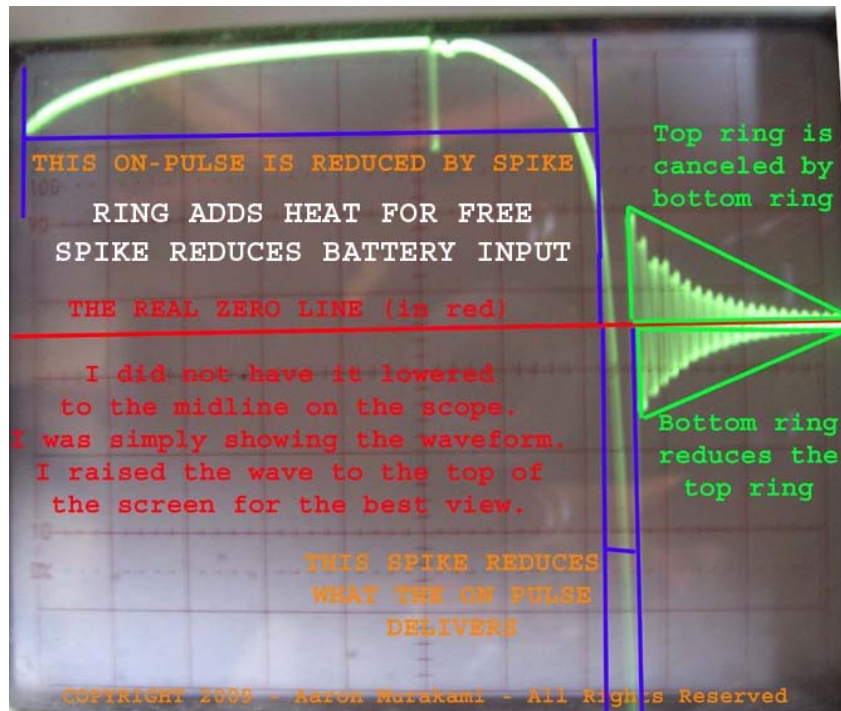 THIS ON-PULSE IS REDUCED BY SPIKE
100
90
RING ADDS HEAT FOR FREE
SPIKE REDUCES BATTERY INPUT
Top ring is
canceled by
bottom ring
THE REAL ZERO LINE (in red)
I did not have it lowered
to the midline on the scope.
I was simply showing the waveform.
I raised the wave to the top of
the screen for the best view.
Bottom ring
reduces the
top ring
10
0%
THIS SPIKE REDUCES
WHAT THE ON PULSE
DELIVERS
COPYRIGHT 2009 - Aaron Murakami - All Rights Reserved